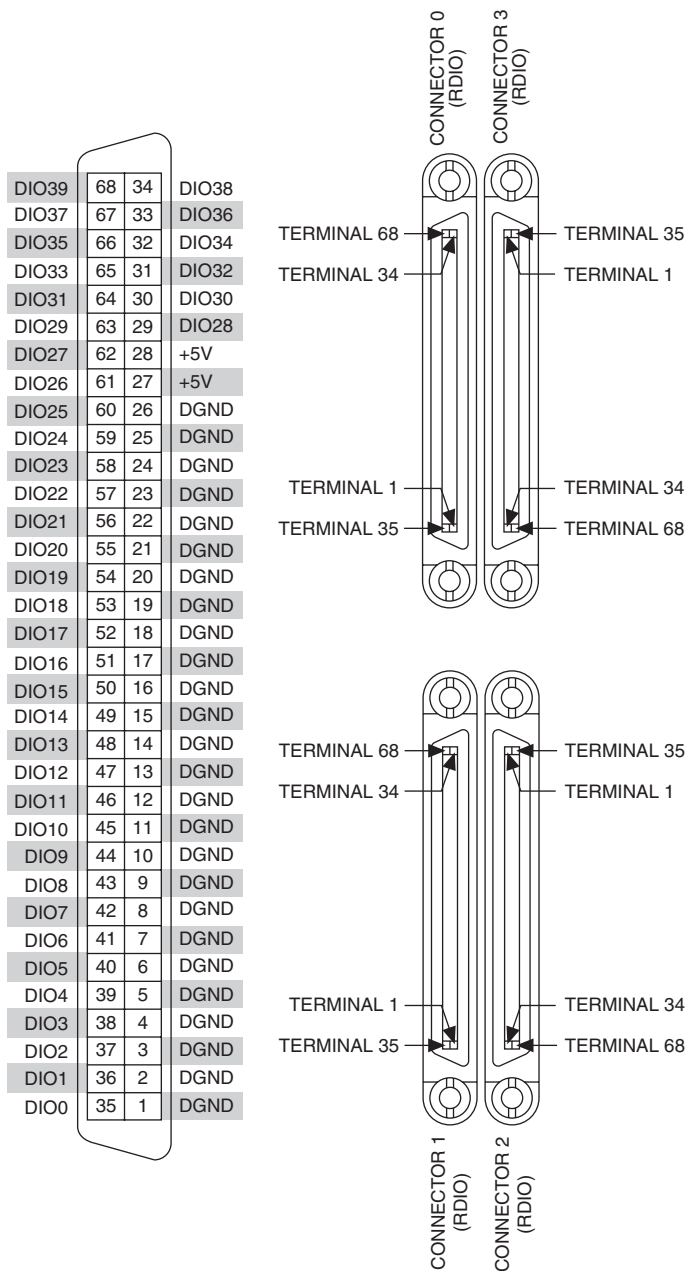 CONNECTOR 0
(RDIO)
CONNECTOR 3
(RDIO)
DIO39 68 34 DIO38
DIO37 67 33 DIO36
DIO35 66 32 DIO34
DIO33 65 31 DIO32
DIO31 64 30 DIO30
DIO29 63 29 DIO28
DIO27 62 28 +5V
DIO26 61 27 +5V
DIO25 60 26 DGND
DIO24 59 25 DGND
DIO23 58 24 DGND
DIO22 57 23 DGND
DIO21 56 22 DGND
DIO20 55 21 DGND
DIO19 54 20 DGND
DIO18 53 19 DGND
DIO17 52 18 DGND
DIO16 51 17 DGND
DIO15 50 16 DGND
DIO14 49 15 DGND
DIO13 48 14 DGND
DIO12 47 13 DGND
DIO11 46 12 DGND
DIO10 45 11 DGND
DIO9 44 10 DGND
DIO8 43 9 DGND
DIO7 42 8 DGND
DIO6 41 7 DGND
DIO5 40 6 DGND
DIO4 39 5 DGND
DIO3 38 4 DGND
DIO2 37 3 DGND
DIO1 36 2 DGND
DIO0 35 1 DGND
TERMINAL 68
TERMINAL 35
TERMINAL 34
TERMINAL 1
TERMINAL 1
TERMINAL 34
TERMINAL 35
TERMINAL 68
TERMINAL 68
TERMINAL 35
TERMINAL 34
TERMINAL 1
TERMINAL 1
TERMINAL 34
TERMINAL 35
TERMINAL 68
CONNECTOR 1
(RDIO)
CONNECTOR 2
(RDIO)